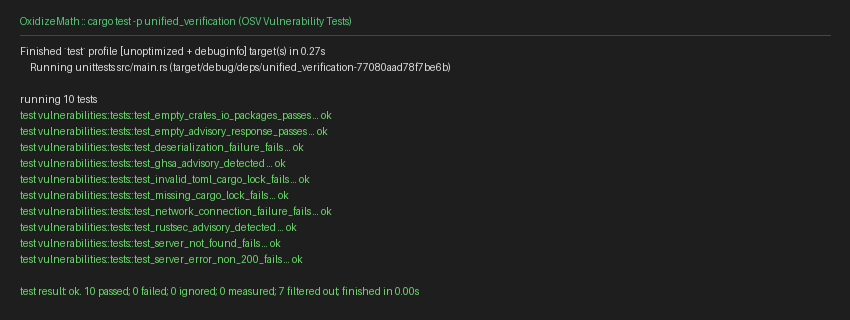 OxidizeMath :: cargo test -p unified_verification (OSV Vulnerability Tests)
Finished `test` profile [unoptimized + debuginfo] target(s) in 0.27s
Running unittests src/main.rs (target/debug/deps/unified_verification-77080aad78f7be6b)
running 10 tests
test vulnerabilities::tests::test_empty_crates_io_packages_passes ... ok
test vulnerabilities::tests::test_empty_advisory_response_passes ... ok
test vulnerabilities::tests::test_deserialization_failure_fails ... ok
test vulnerabilities::tests::test_ghsa_advisory_detected ... ok
test vulnerabilities::tests::test_invalid_toml_cargo_lock_fails ... ok
test vulnerabilities::tests::test_missing_cargo_lock_fails ... ok
test vulnerabilities::tests::test_network_connection_failure_fails ... ok
test vulnerabilities::tests::test_rustsec_advisory_detected ... ok
test vulnerabilities::tests::test_server_not_found_fails ... ok
test vulnerabilities::tests::test_server_error_non_200_fails ... ok
test result: ok. 10 passed; 0 failed; 0 ignored; 0 measured; 7 filtered out; finished in 0.00s